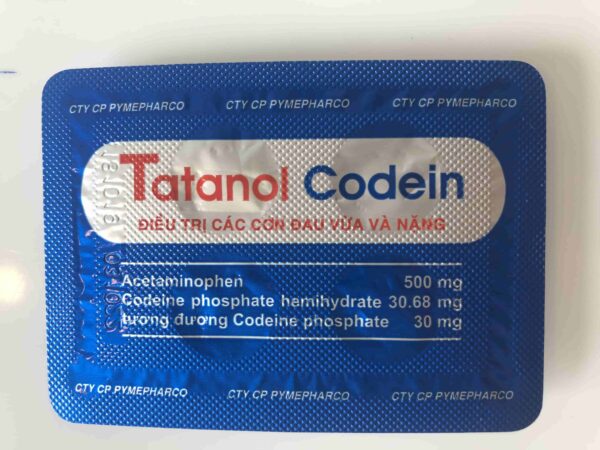 CTY CP PYMEPHARCO CTY CP PYMEPHARCO CTY CP PYMEPHARCO
Tatanol Codein
ĐIỀU TRỊ CÁC CƠN ĐAU VỪA VÀ NẶNG
Acetaminophen 500 mg
Codeine phosphate hemihydrate 30.68 mg
tương đương Codeine phosphate 30 mg
CTY CP PYMEPHARCO CTY CP PYMEPHARCO CTY CP PYMEPHARCO